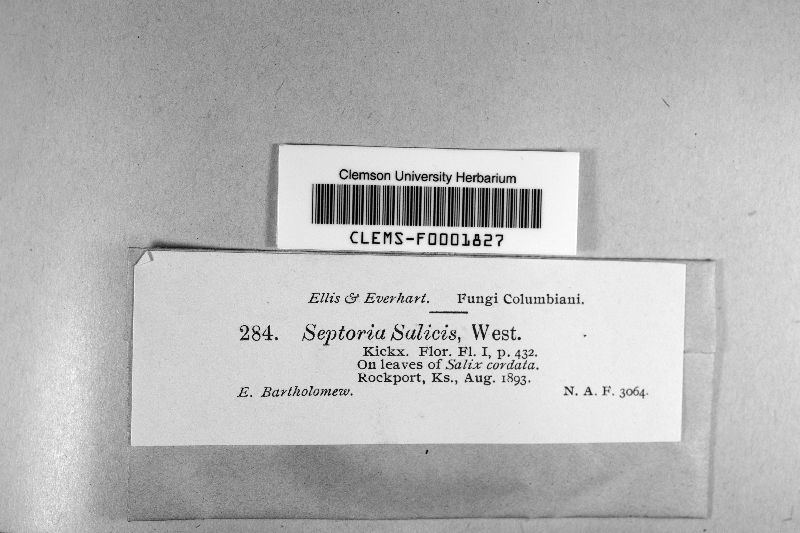 Clemson University Herbarium
CLEMS-F0001827
Ellis & Everhart. Fungi Columbiani.
284. Septoria Salicis, West.
Kickx. Flor. Fl. I, p. 432.
On leaves of Salix cordata.
Rockport, Ks., Aug. 1893.
E. Bartholomew. N. A. F. 3064.